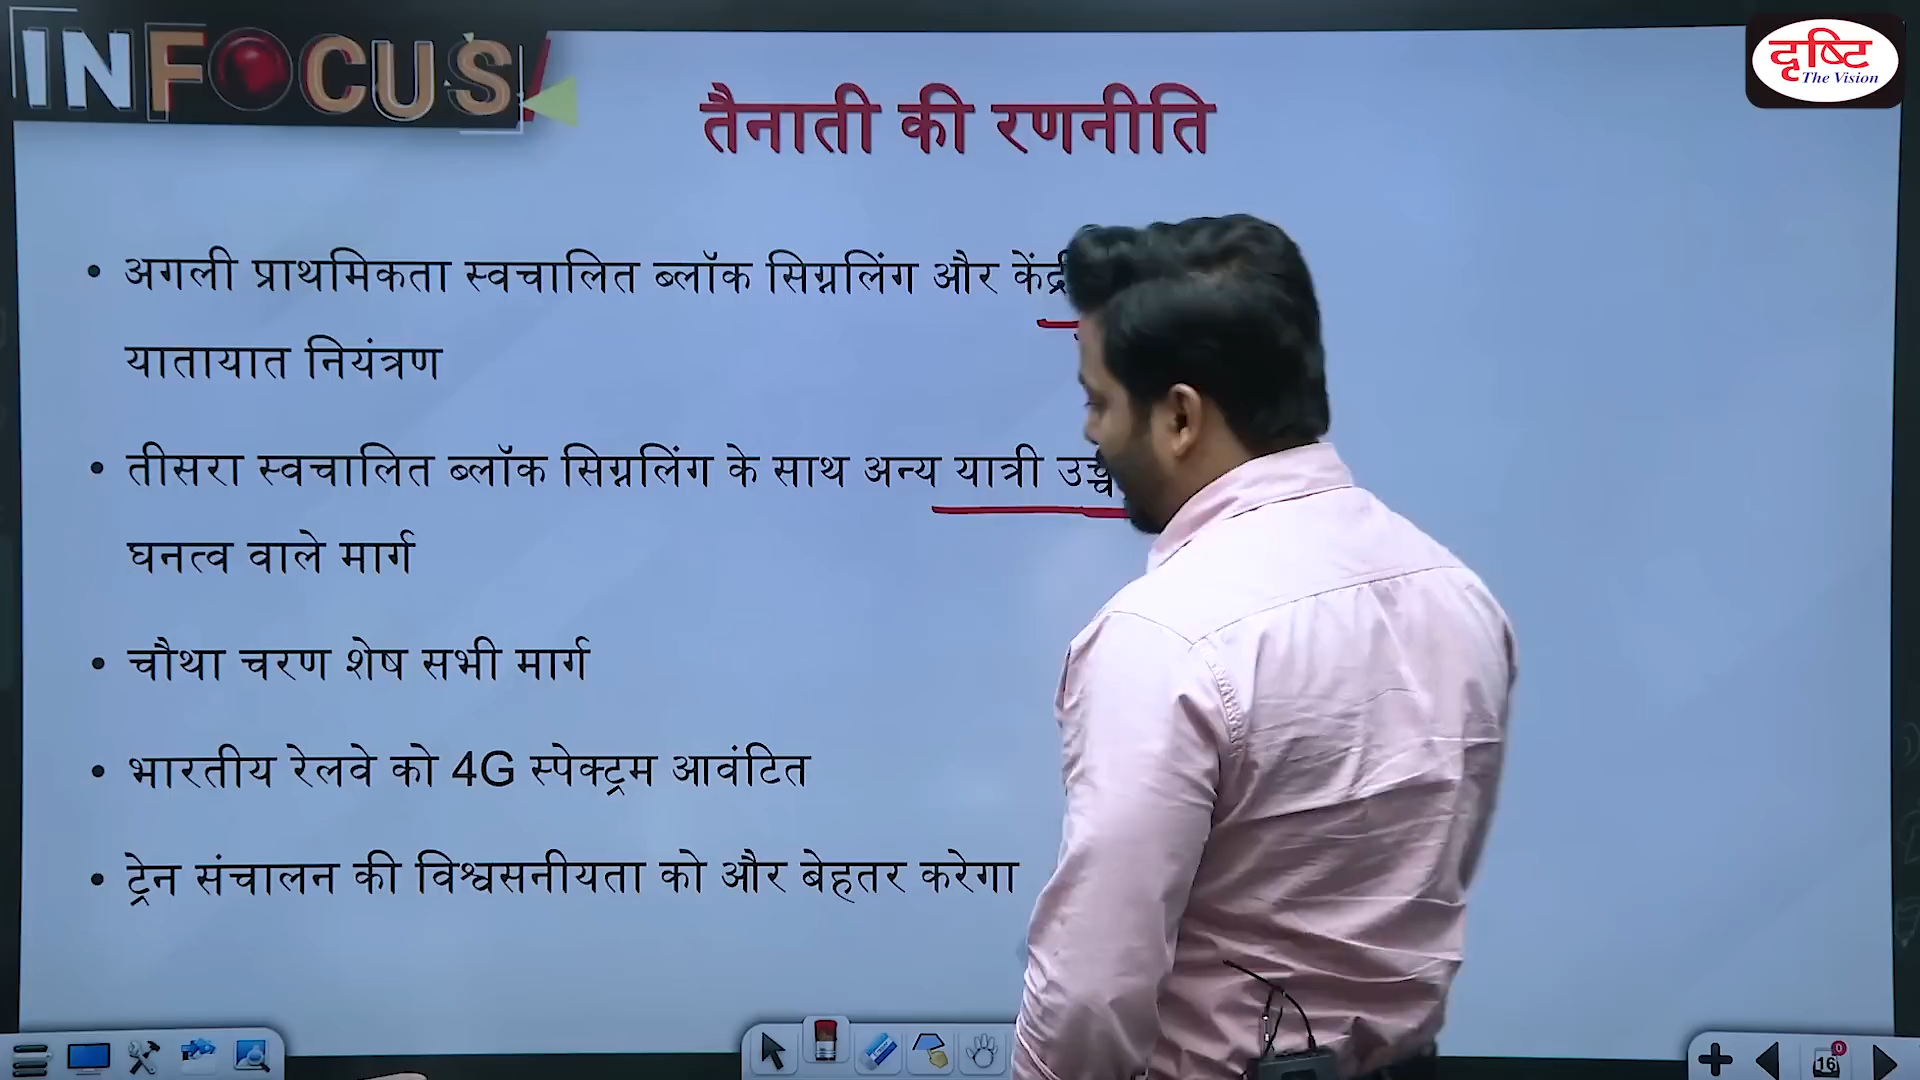 INFOCUS
दृष्टि
The Vision
तैनाती की रणनीति
• अगली प्राथमिकता स्वचालित ब्लॉक सिग्नलिंग और
यातायात नियंत्रण
• तीसरा स्वचालित ब्लॉक सिग्नलिंग के साथ अन्य यात्री
घनत्व वाले मार्ग
• चौथा चरण शेष सभी मार्ग
• भारतीय रेलवे को 4G स्पेक्ट्रम आवंटित
• ट्रेन संचालन की विश्वसनीयता को और बेहतर करेगा
16
0